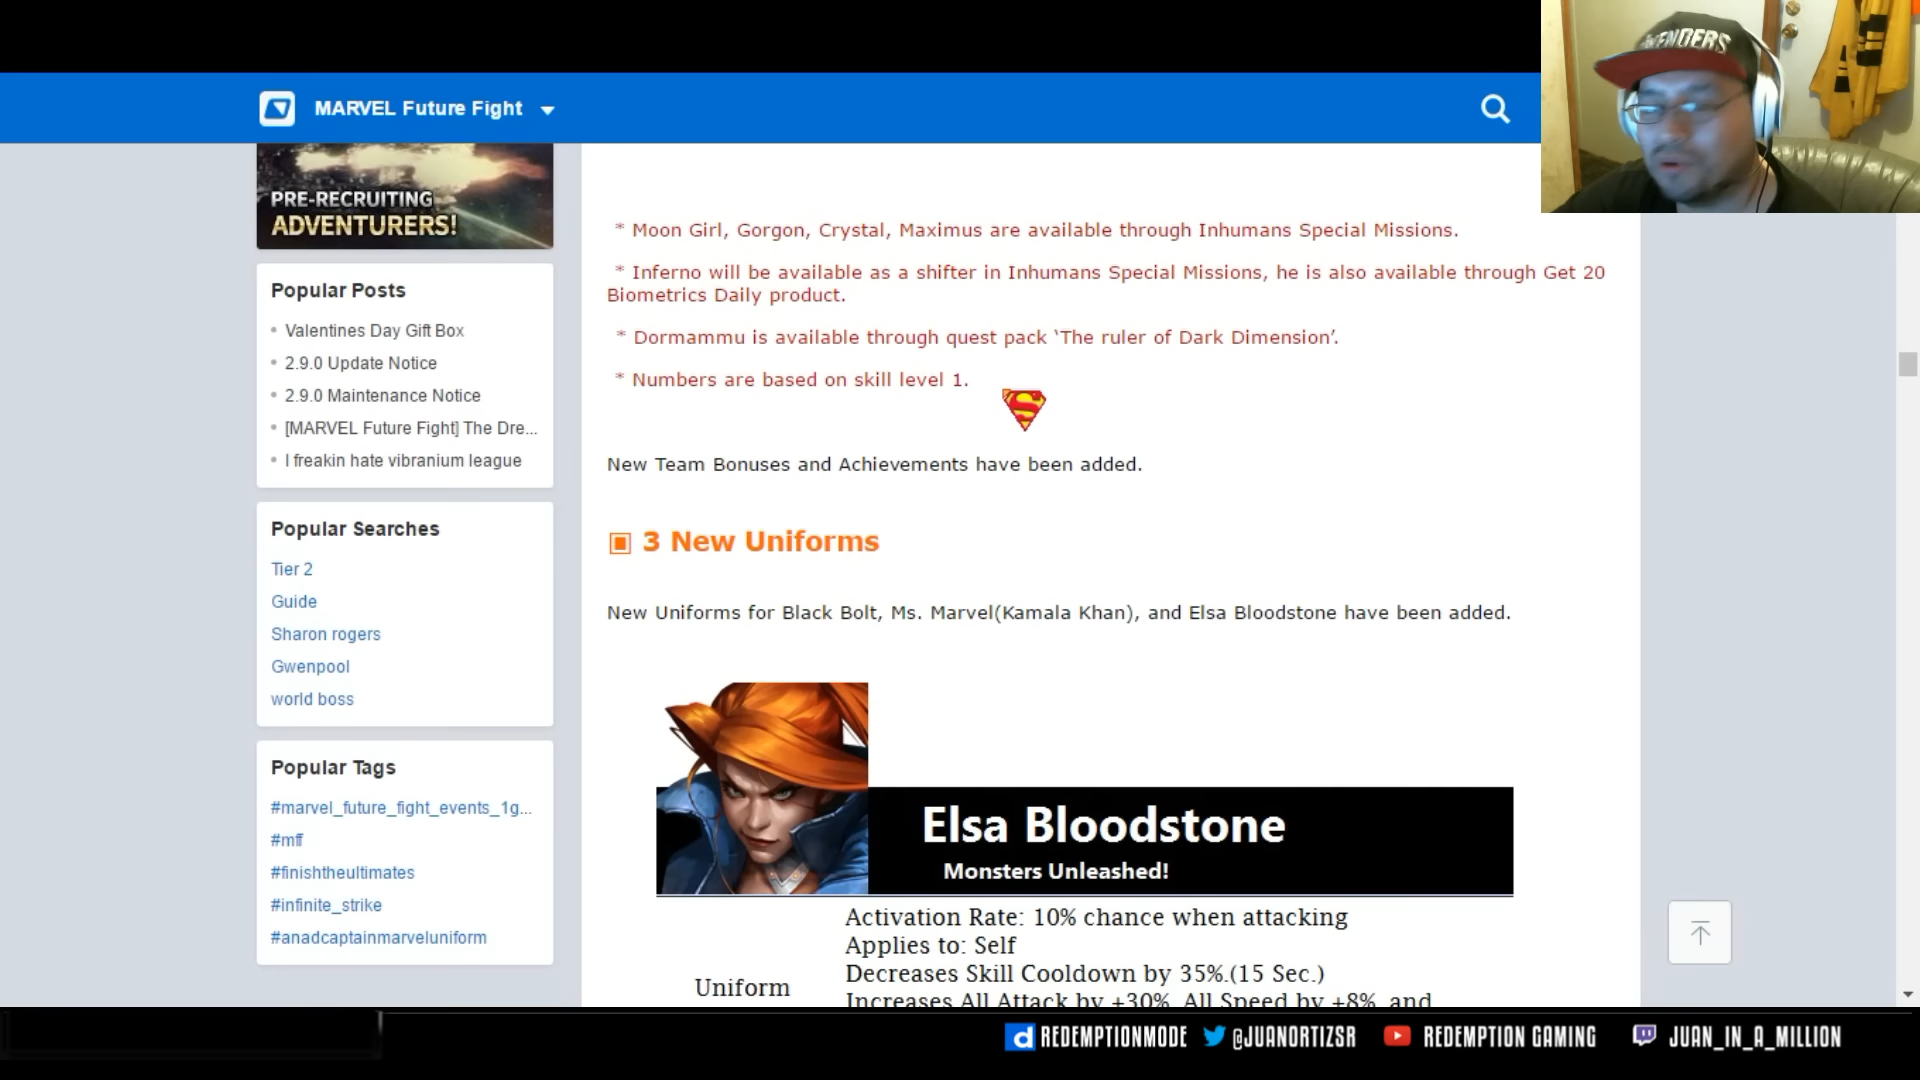 ENDERS
MARVEL Future Fight
PRE-RECRUITING
ADVENTURERS!
Popular Posts
• Valentines Day Gift Box
• 2.9.0 Update Notice
• 2.9.0 Maintenance Notice
• [MARVEL Future Fight] The Dre...
• I freakin hate vibranium league
Popular Searches
Tier 2
Guide
Sharon rogers
Gwenpool
world boss
Popular Tags
#marvel_future_fight_events_1g...
#mff
#finishtheultimates
#infinite_strike
#anadcaptainmarveluniform
* Moon Girl, Gorgon, Crystal, Maximus are available through Inhumans Special Missions.
* Inferno will be available as a shifter in Inhumans Special Missions, he is also available through Get 20
Biometrics Daily product.
* Dormammu is available through quest pack ‘The ruler of Dark Dimension’.
* Numbers are based on skill level 1.
S
New Team Bonuses and Achievements have been added.
▣ 3 New Uniforms
New Uniforms for Black Bolt, Ms. Marvel(Kamala Khan), and Elsa Bloodstone have been added.
Elsa Bloodstone
Monsters Unleashed!
Activation Rate: 10% chance when attacking
Applies to: Self
Decreases Skill Cooldown by 35%.(15 Sec.)
Uniform
Increases All Attack by +30%, All Speed by +8%, and
d REDEMPTIONMODE @JUANORTIZSR REDEMPTION GAMING JUAN_IN_A_MILLION